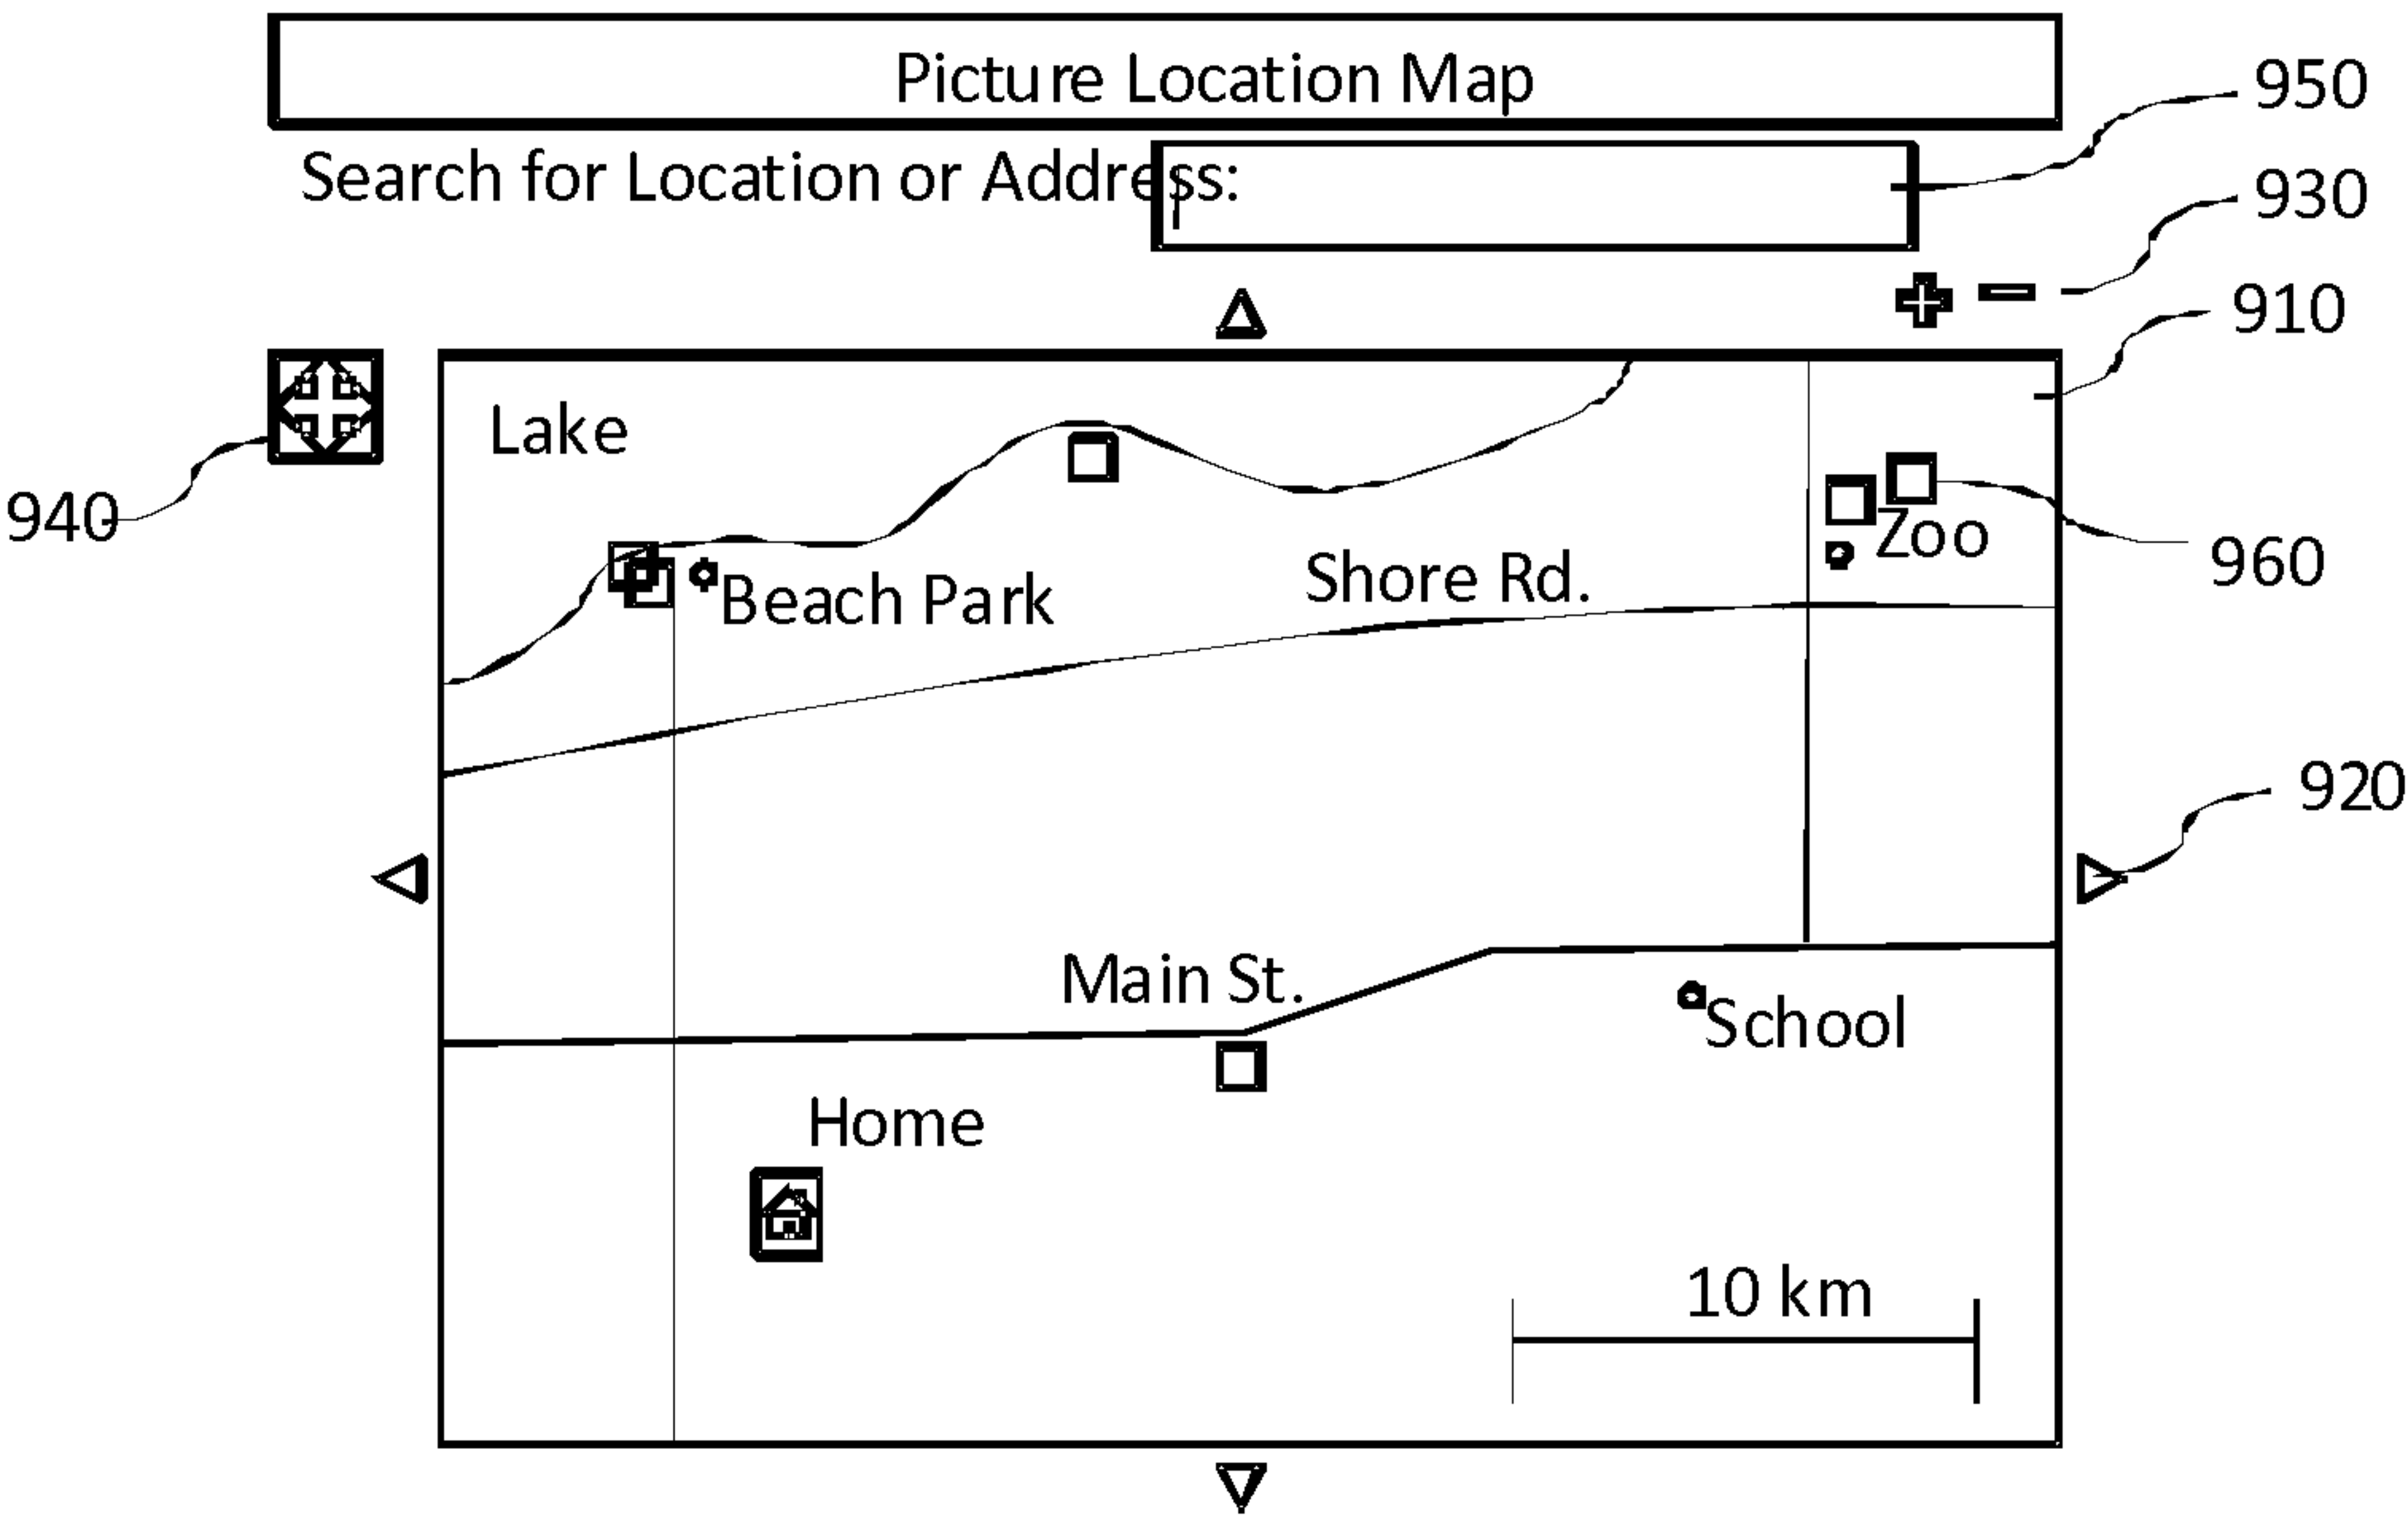 Picture Location Map
950
Search for Location or Address:
930
910
Lake
940
Zoo
Shore Rd.
960
Beach Park
920
Main St.
School
Home
10 km